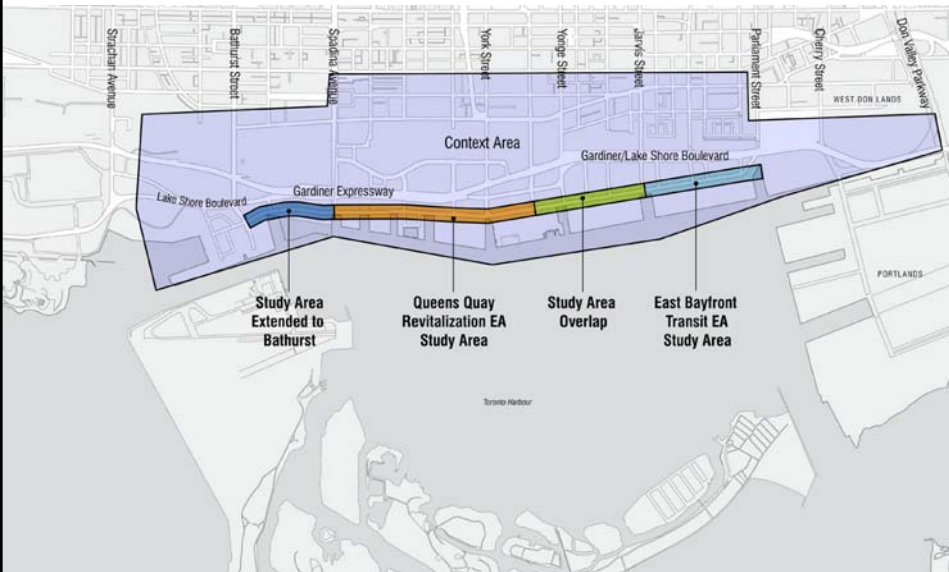 Strachan Avenue
Bathurst Street
Spadina Avenue
York Street
Yonge Street
Jarvis Street
Parliament Street
Cherry Street
Don Valley Parkway
WEST DON LANDS
Context Area
Gardiner/Lake Shore Boulevard
Gardiner Expressway
Lake Shore Boulevard
PORTLANDS
Study Area
Extended to
Bathurst
Queens Quay
Revitalization EA
Study Area
Study Area
Overlap
East Bayfront
Transit EA
Study Area
Toronto Harbour